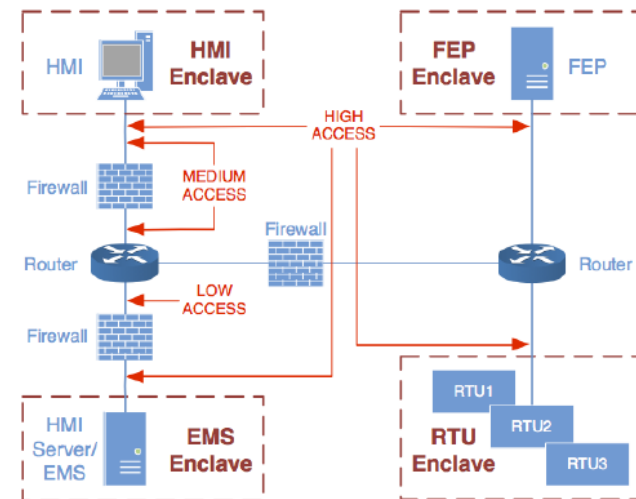 HMI
HMI
Enclave
FEP
Enclave
FEP
HIGH
ACCESS
MEDIUM
ACCESS
Firewall
Firewall
Router
Router
LOW
ACCESS
Firewall
HMI
Server/
EMS
EMS
Enclave
RTU
Enclave
RTU1
RTU2
RTU3